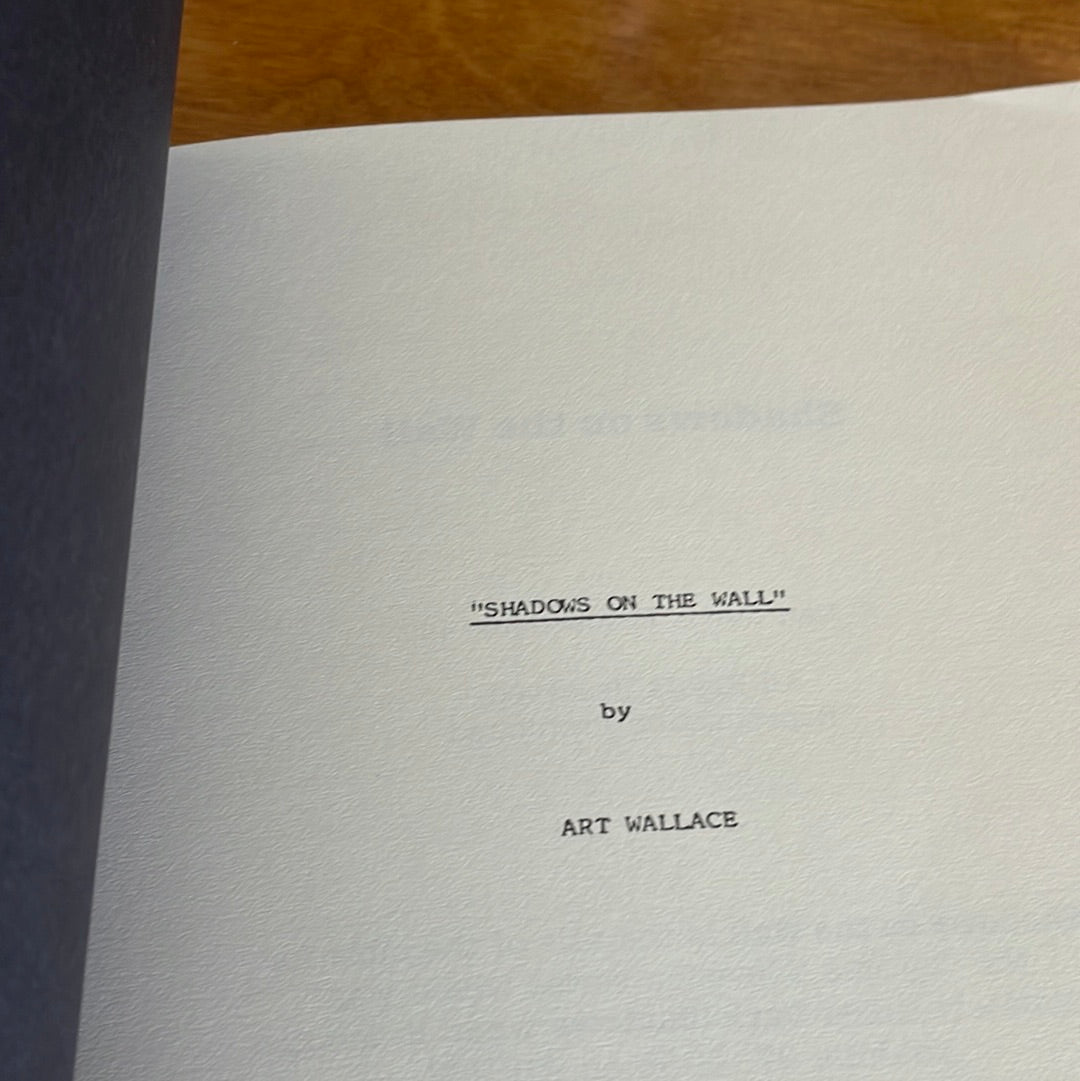 "SHADOWS ON THE WALL"
by
ART WALLACE